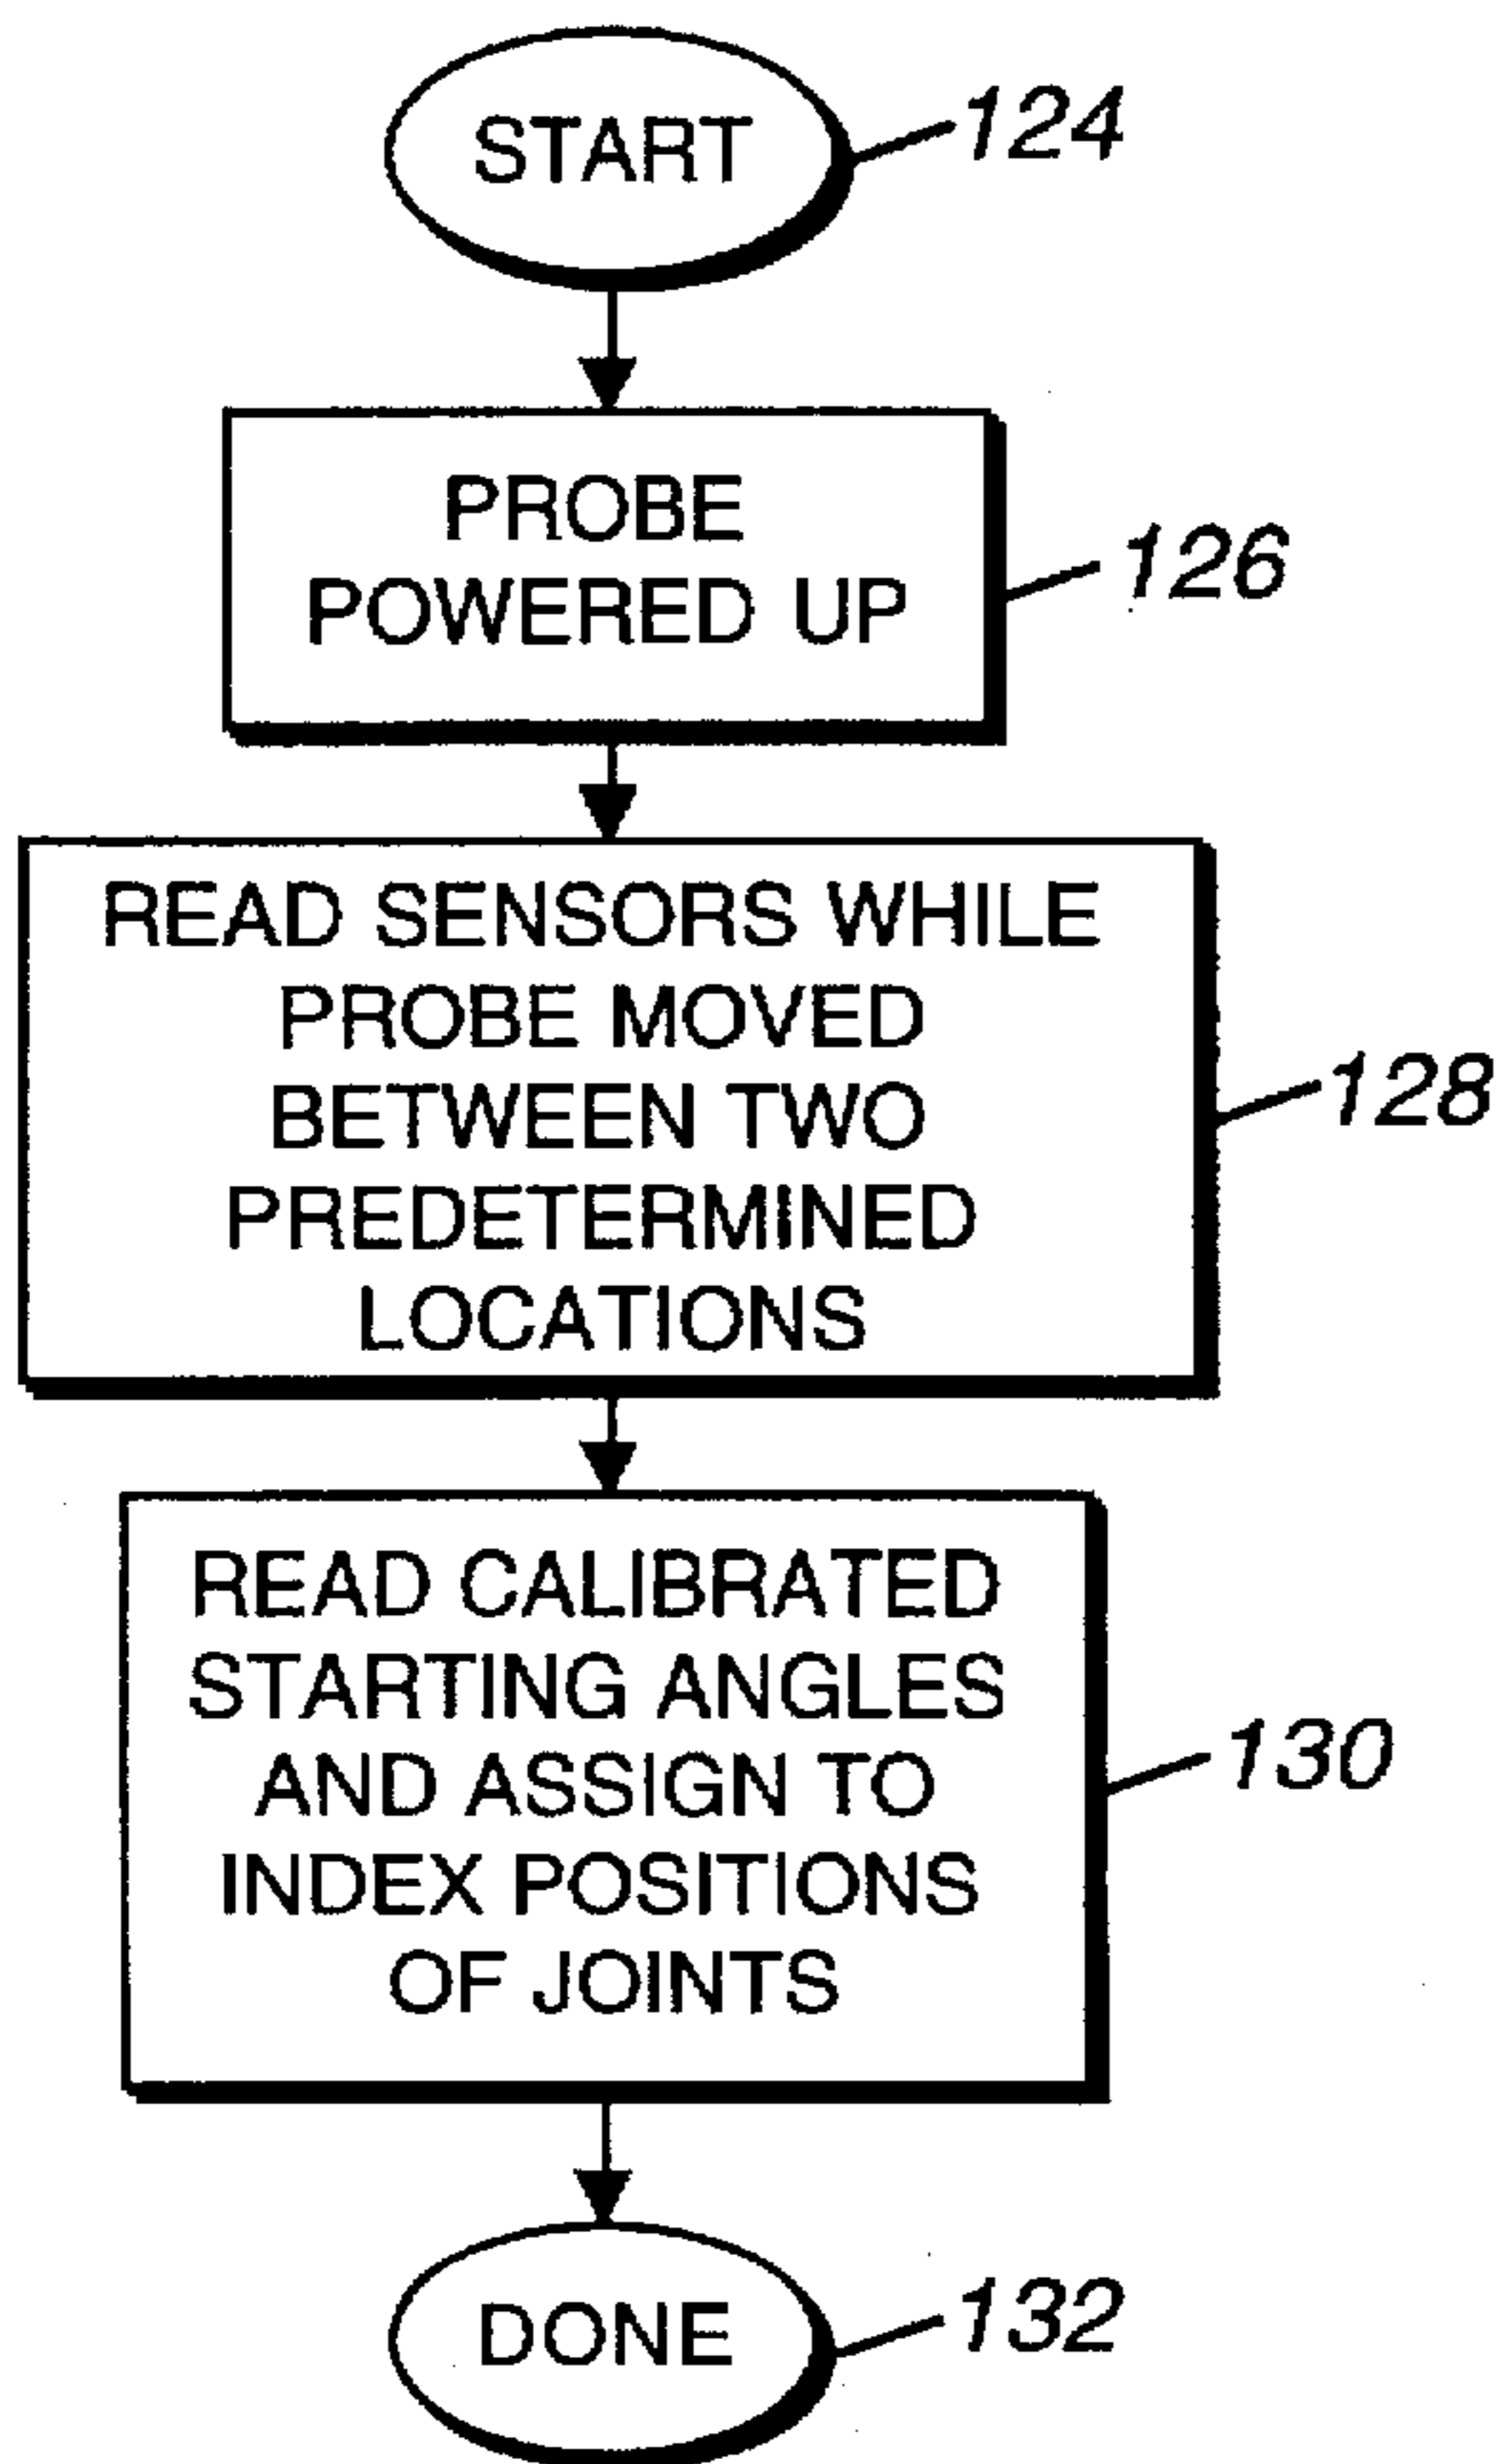 START
124
PROBE
POWERED UP
126
READ SENSORS WHILE
PROBE MOVED
BETWEEN TWO
PREDETERMINED
LOCATIONS
128
READ CALIBRATED
STARTING ANGLES
AND ASSIGN TO
INDEX POSITIONS
OF JOINTS
130
DONE
132